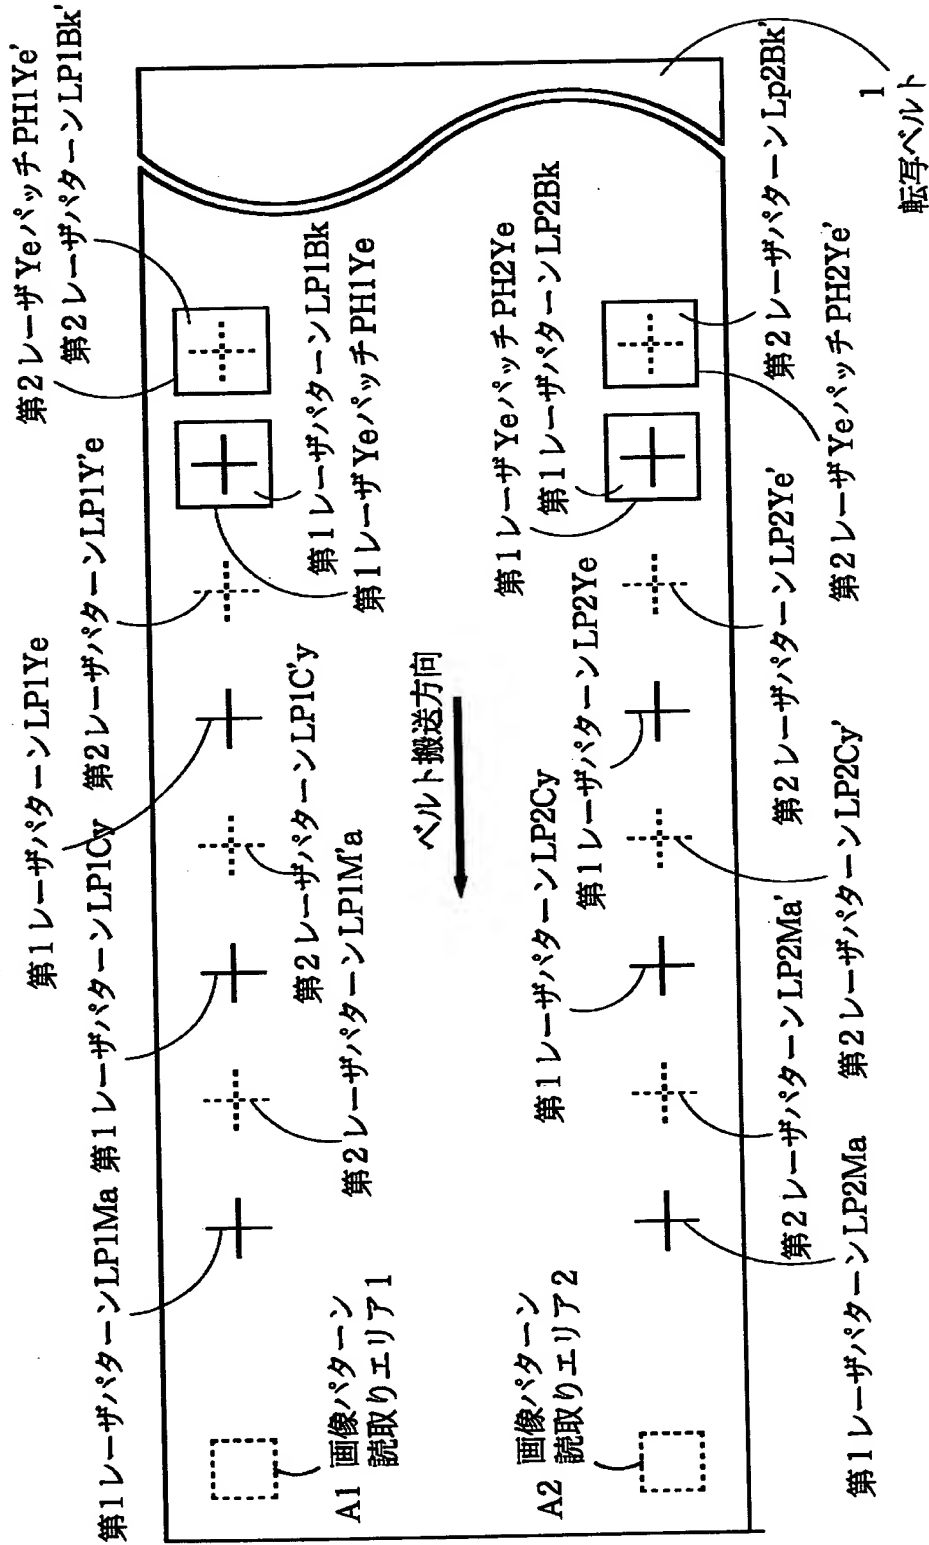 第2レーザYeパッチPH1Ye'
第2レーザパターンLP1Bk'
第1レーザパターンLP1Bk
第1レーザYeパッチPH1Ye
第2レーザパターンLP1Y'e
第1レーザパターンLP1Ye
第2レーザパターンLP1C'y
第1レーザパターンLP1Cy
第2レーザパターンLP1M'a
第1レーザパターンLP1Ma
A1 画像パターン
読取りエリア1
ベルト搬送方向
第1レーザYeパッチPH2Ye
第1レーザパターンLP2Bk
第2レーザパターンLp2Bk'
第2レーザYeパッチPH2Ye'
第2レーザパターンLP2Ye'
第1レーザパターンLP2Ye
第2レーザパターンLP2Cy'
第1レーザパターンLP2Cy
第2レーザパターンLP2Ma'
第1レーザパターンLP2Ma
A2 画像パターン
読取りエリア2
1
転写ベルト